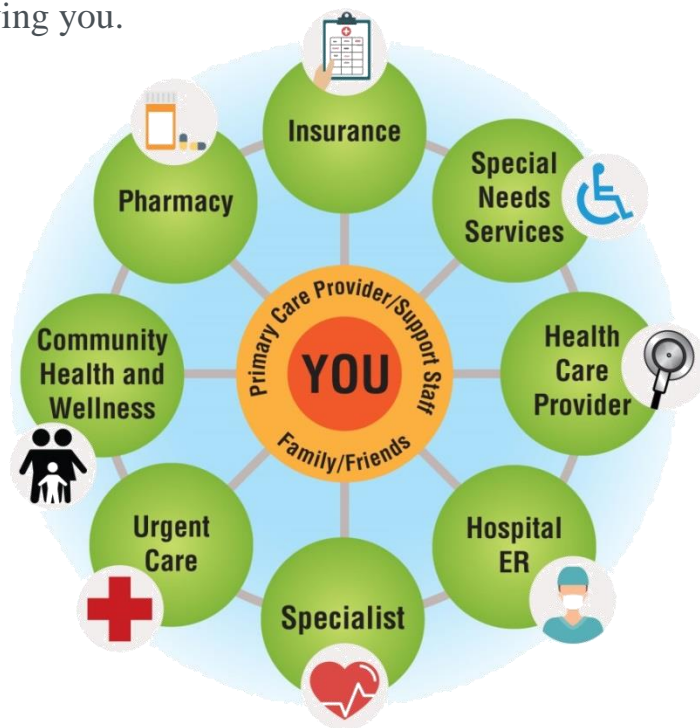 ing you.
Insurance
Special
Needs
Services
Health
Care
Provider
Hospital
ER
Specialist
Urgent
Care
Community
Health and
Wellness
Pharmacy
Primary Care Provider/Support Staff
YOU
Family/Friends